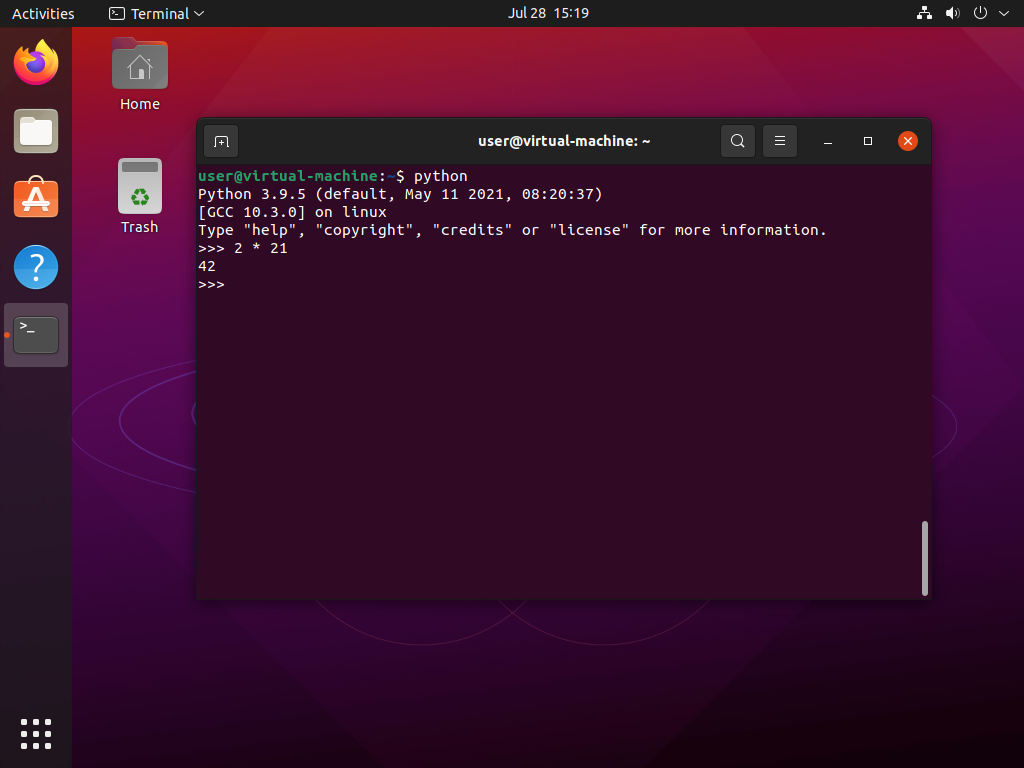 Activities
Terminal
Jul 28 15:19
Home
Trash
user@virtual-machine: ~
user@virtual-machine:~$ python
Python 3.9.5 (default, May 11 2021, 08:20:37)
[GCC 10.3.0] on linux
Type "help", "copyright", "credits" or "license" for more information.
>>> 2 * 21
42
>>>